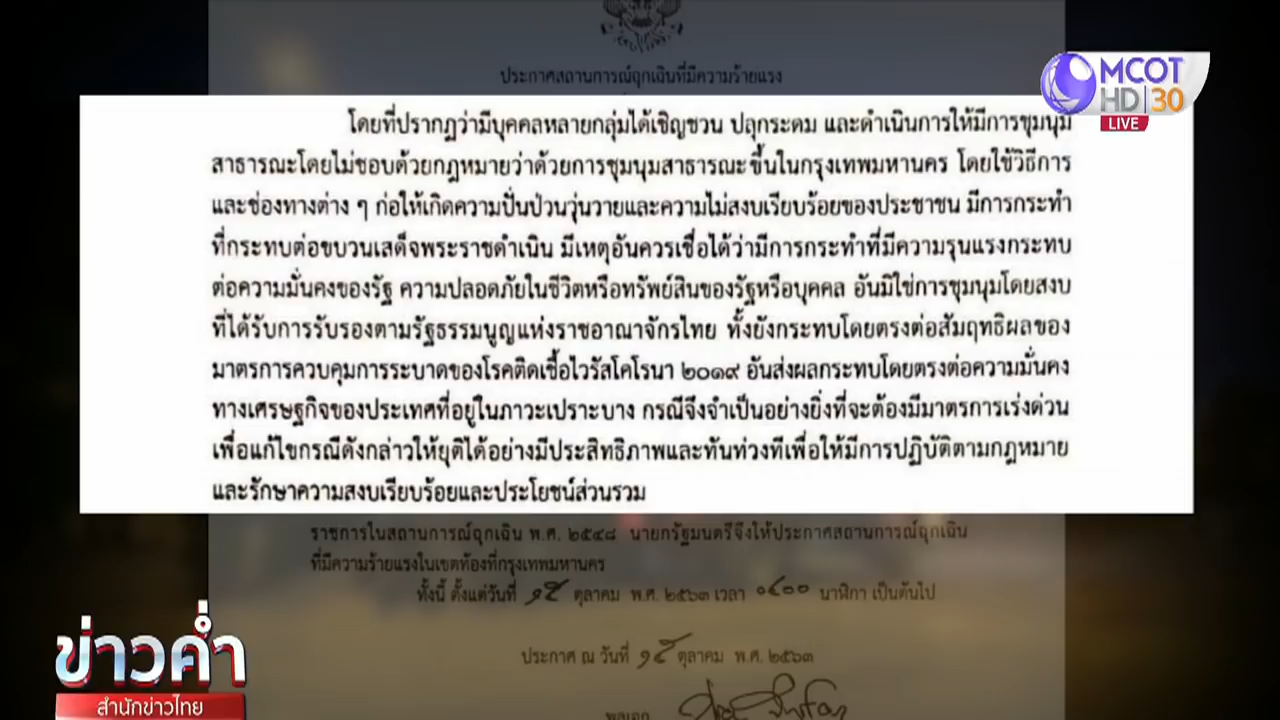 ประกาศสถานการณ์ฉุกเฉินที่มีความร้ายแรง
MCOT
HD 30
LIVE
โดยที่ปรากฏว่ามีบุคคลหลายกลุ่มได้เชิญชวน ปลุกระดม และดำเนินการให้มีการชุมนุม
สาธารณะโดยไม่ชอบด้วยกฎหมายว่าด้วยการชุมนุมสาธารณะขึ้นในกรุงเทพมหานคร โดยใช้วิธีการ
และช่องทางต่าง ๆ ก่อให้เกิดความปั่นป่วนวุ่นวายและความไม่สงบเรียบร้อยของประชาชน มีการกระทำ
ที่กระทบต่อขบวนเสด็จพระราชดำเนิน มีเหตุอันควรเชื่อได้ว่ามีการกระทำที่มีความรุนแรงกระทบ
ต่อความมั่นคงของรัฐ ความปลอดภัยในชีวิตหรือทรัพย์สินของรัฐหรือบุคคล อันมิใช่การชุมนุมโดยสงบ
ที่ได้รับการรับรองตามรัฐธรรมนูญแห่งราชอาณาจักรไทย ทั้งยังกระทบโดยตรงต่อสัมฤทธิผลของ
มาตรการควบคุมการระบาดของโรคติดเชื้อไวรัสโคโรนา ๒๐๑๙ อันส่งผลกระทบโดยตรงต่อความมั่นคง
ทางเศรษฐกิจของประเทศที่อยู่ในภาวะเปราะบาง กรณีจึงจำเป็นอย่างยิ่งที่จะต้องมีมาตรการเร่งด่วน
เพื่อแก้ไขกรณีดังกล่าวให้ยุติได้อย่างมีประสิทธิภาพและทันท่วงทีเพื่อให้มีการปฏิบัติตามกฎหมาย
และรักษาความสงบเรียบร้อยและประโยชน์ส่วนรวม
ราชการในสถานการณ์ฉุกเฉิน พ.ศ. ๒๕๔๘ นายกรัฐมนตรีจึงให้ประกาศสถานการณ์ฉุกเฉิน
ที่มีความร้ายแรงในเขตท้องที่กรุงเทพมหานคร
ทั้งนี้ ตั้งแต่วันที่ ๑๕ ตุลาคม พ.ศ. ๒๕๖๓ เวลา ๐๔๐๐ นาฬิกา เป็นต้นไป
ประกาศ ณ วันที่ ๑๕ ตุลาคม พ.ศ. ๒๕๖๓
พลเอก
ข่าวค่ำ
สำนักข่าวไทย